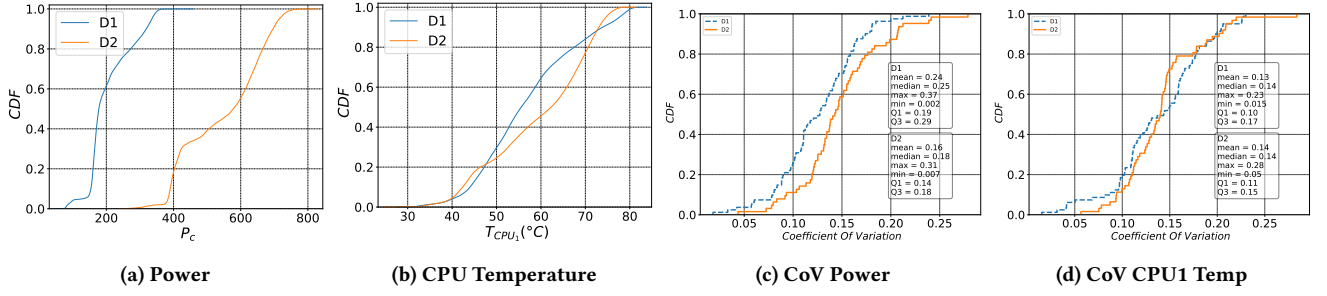 1.0
0.8
0.6
0.4
0.2
0.0
CDF
D1
D2
200
400
600
800
P_c
(a) Power
1.0
0.8
0.6
0.4
0.2
0.0
CDF
D1
D2
30
40
50
60
70
80
T_CPU1(°C)
(b) CPU Temperature
1.0
0.8
0.6
0.4
0.2
0.0
CDF
D1
D2
D1
mean = 0.24
median = 0.25
max = 0.37
min = 0.002
Q1 = 0.19
Q3 = 0.29
D2
mean = 0.16
median = 0.18
max = 0.31
min = 0.007
Q1 = 0.14
Q3 = 0.18
0.05
0.10
0.15
0.20
0.25
Coefficient Of Variation
(c) CoV Power
1.0
0.8
0.6
0.4
0.2
0.0
CDF
D1
D2
D1
mean = 0.13
median = 0.14
max = 0.23
min = 0.015
Q1 = 0.10
Q3 = 0.17
D2
mean = 0.14
median = 0.14
max = 0.28
min = 0.05
Q1 = 0.11
Q3 = 0.15
0.05
0.10
0.15
0.20
0.25
Coefficient Of Variation
(d) CoV CPU1 Temp